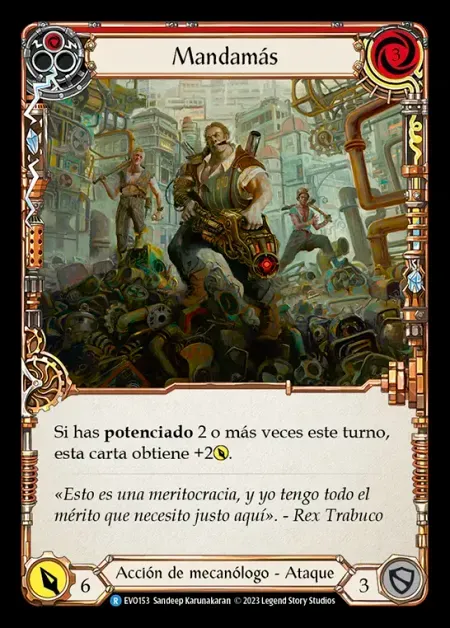 Mandamás
3
Si has potenciado 2 o más veces este turno,
esta carta obtiene +2.
«Esto es una meritocracia, y yo tengo todo el
mérito que necesito justo aquí». - Rex Trabuco
6
Acción de mecanólogo - Ataque
3
R EVO153 Sandeep Karunakaran © 2023 Legend Story Studios